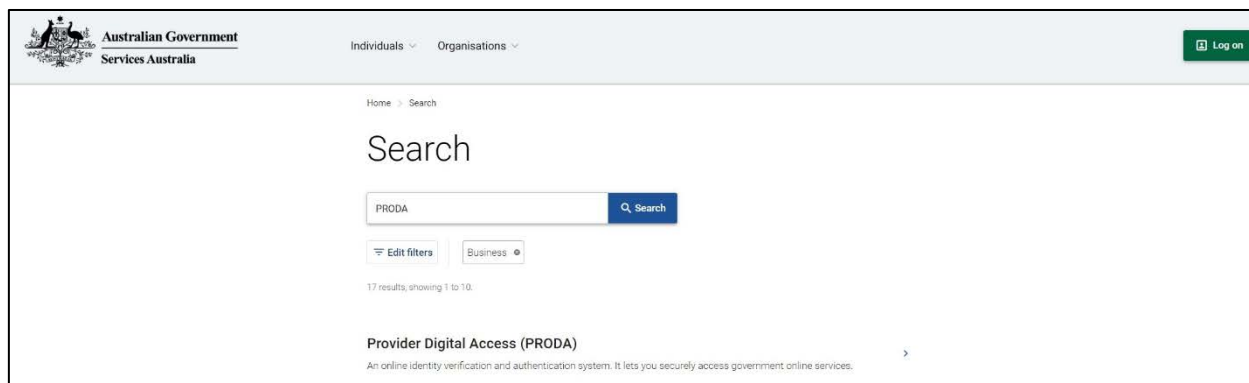 Australian Government
Services Australia
Individuals Organisations
Log on
Home > Search
Search
PRODA
Search
Edit filters
Business
17 results, showing 1 to 10.
Provider Digital Access (PRODA)
An online identity verification and authentication system. It lets you securely access government online services.